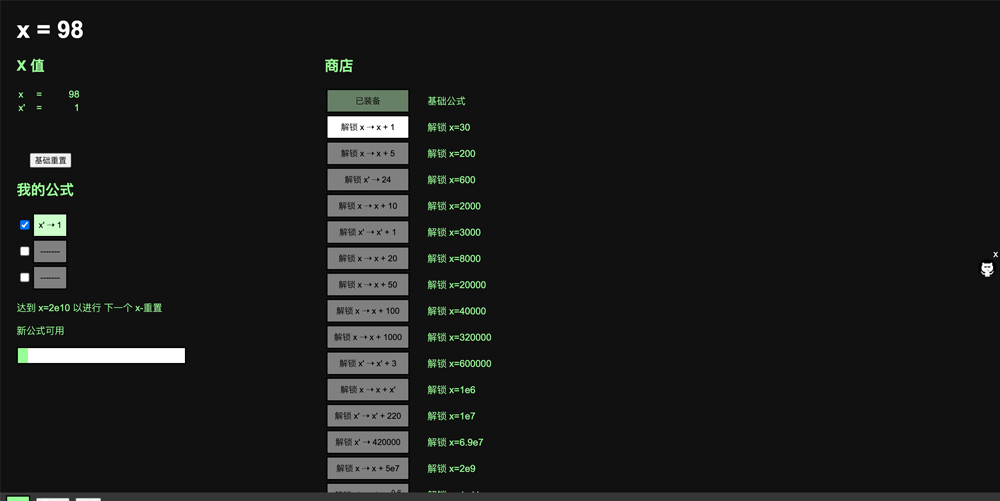 x = 98
X 值
x = 98
x' = 1
基础重置
我的公式
x' ➝ 1
-------
-------
达到 x=2e10 以进行 下一个 x-重置
新公式可用
商店
已装备 基础公式
解锁 x ➝ x + 1 解锁 x=30
解锁 x ➝ x + 5 解锁 x=200
解锁 x' ➝ 24 解锁 x=600
解锁 x ➝ x + 10 解锁 x=2000
解锁 x' ➝ x' + 1 解锁 x=3000
解锁 x ➝ x + 20 解锁 x=8000
解锁 x ➝ x + 50 解锁 x=20000
解锁 x ➝ x + 100 解锁 x=40000
解锁 x ➝ x + 1000 解锁 x=320000
解锁 x' ➝ x' + 3 解锁 x=600000
解锁 x ➝ x + x' 解锁 x=1e6
解锁 x' ➝ x' + 220 解锁 x=1e7
解锁 x' ➝ 420000 解锁 x=6.9e7
解锁 x ➝ x + 5e7 解锁 x=2e9
x